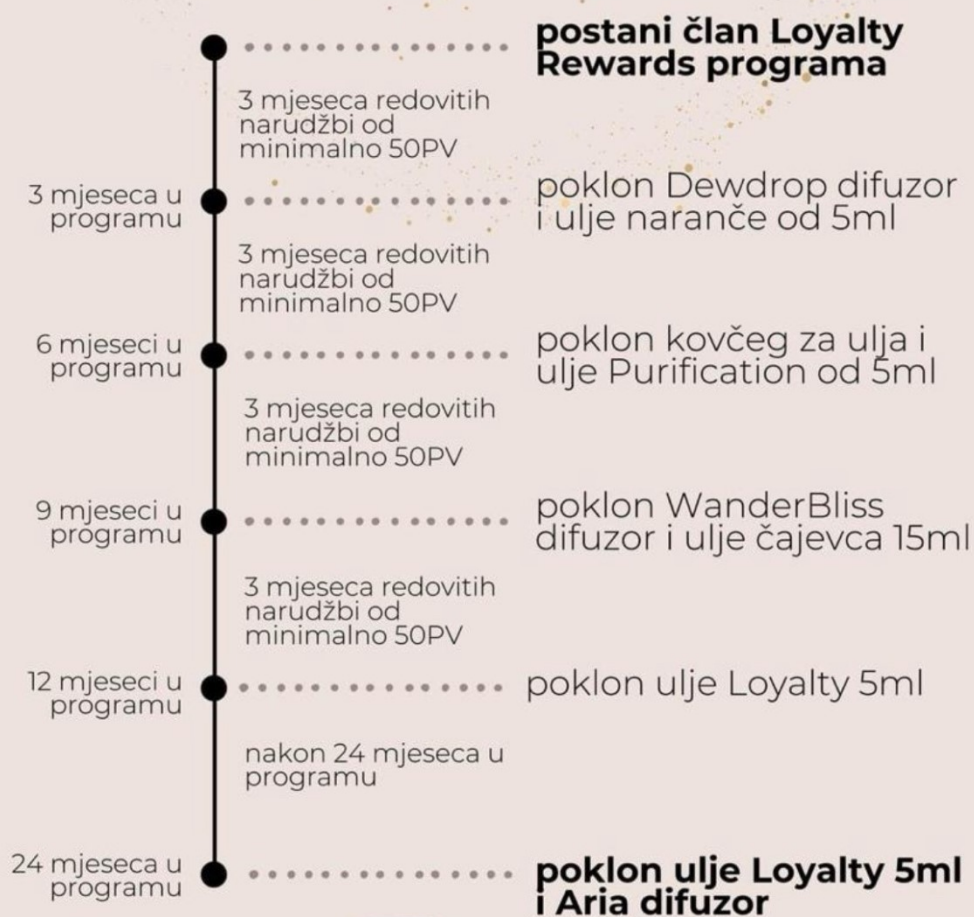 postani član Loyalty
Rewards programa
3 mjeseca redovitih
narudžbi od
minimalno 50PV
3 mjeseca u
programu
poklon Dewdrop difuzor
i ulje naranče od 5ml
3 mjeseca redovitih
narudžbi od
minimalno 50PV
6 mjeseci u
programu
poklon kovčeg za ulja i
ulje Purification od 5ml
3 mjeseca redovitih
narudžbi od
minimalno 50PV
9 mjeseci u
programu
poklon WanderBliss
difuzor i ulje čajevca 15ml
3 mjeseca redovitih
narudžbi od
minimalno 50PV
12 mjeseci u
programu
poklon ulje Loyalty 5ml
nakon 24 mjeseca u
programu
24 mjeseca u
programu
poklon ulje Loyalty 5ml
i Aria difuzor